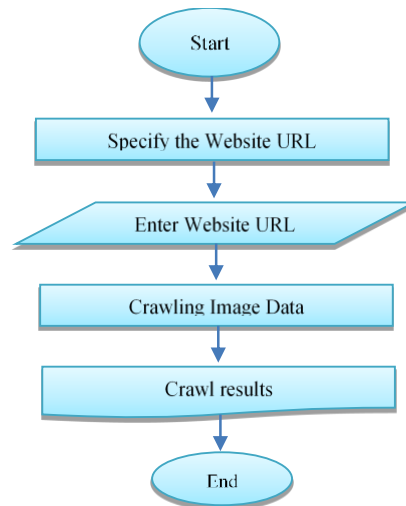 Start
Specify the Website URL
Enter Website URL
Crawling Image Data
Crawl results
End